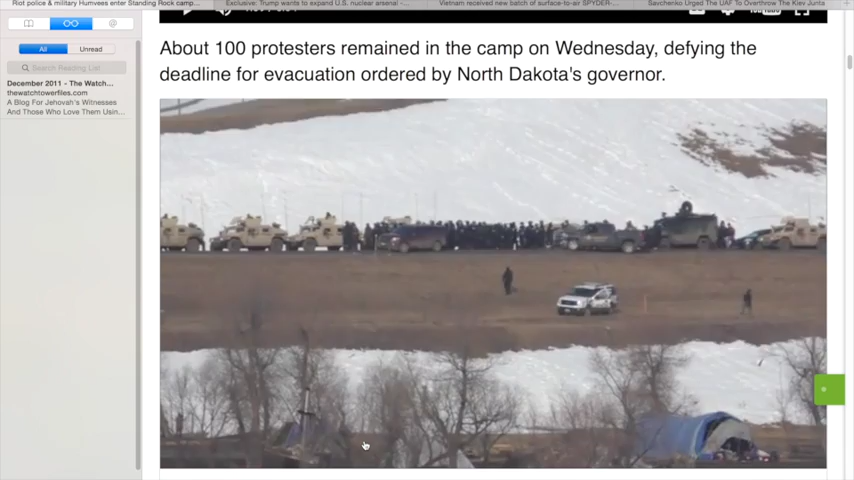 Riot police & military Humvees enter Standing Rock camp...
Exclusive: Trump wants to expand U.S. nuclear arsenal -...
Vietnam received new batch of surface-to-air SPYDER-...
Savchenko Urged The UAF To Overthrow The Kiev Junta
All
Unread
Search Reading List
December 2011 - The Watch...
thewatchtowerfiles.com
A Blog For Jehovah's Witnesses
And Those Who Love Them Usin...
About 100 protesters remained in the camp on Wednesday, defying the
deadline for evacuation ordered by North Dakota's governor.